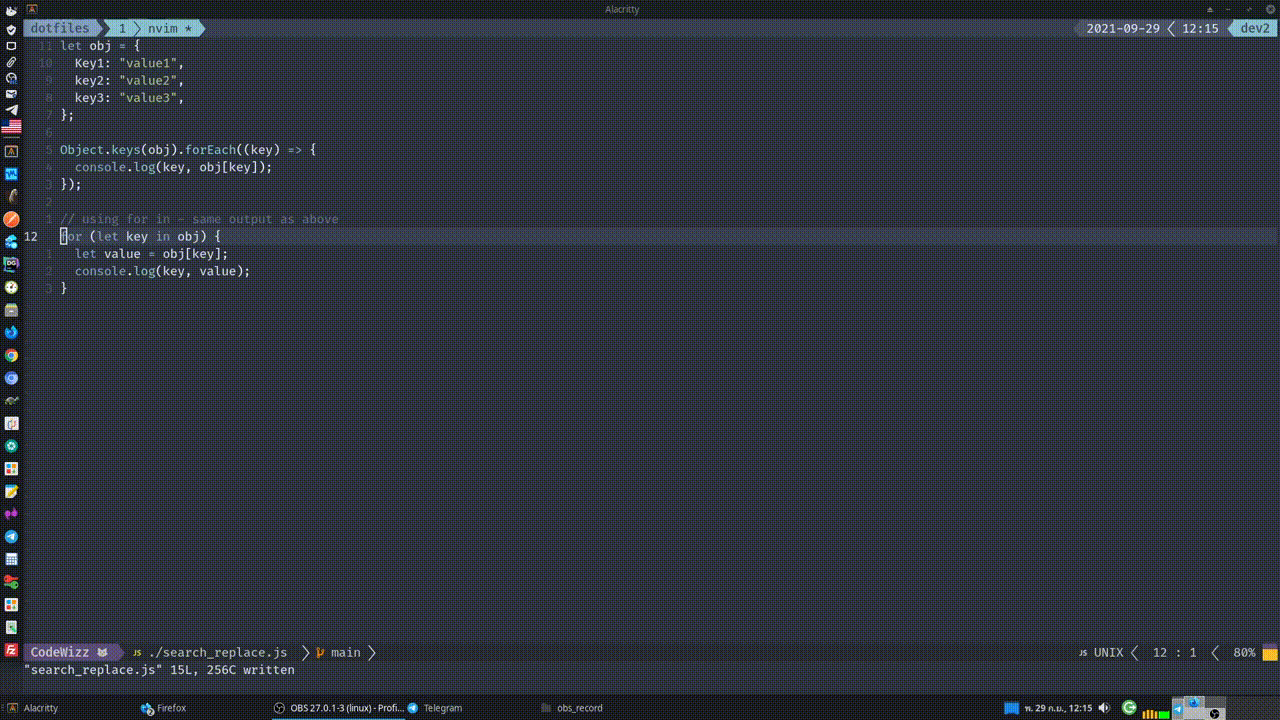 Alacritty
dotfiles 1 nvim ★ 2021-09-29 12:15 dev2
11 let obj = {
10 Key1: "value1",
9 key2: "value2",
8 key3: "value3",
7 };
6
5 Object.keys(obj).forEach((key) => {
4 console.log(key, obj[key]);
3 });
2
1 // using for in – same output as above
12 for (let key in obj) {
1 let value = obj[key];
2 console.log(key, value);
3 }
CodeWizz JS ./search_replace.js main JS UNIX 12 : 1 80%
"search_replace.js" 15L, 256C written
Alacritty Firefox OBS 27.0.1-3 (linux) - Profi... Telegram obs_record พ. 29 ก.ย., 12:15